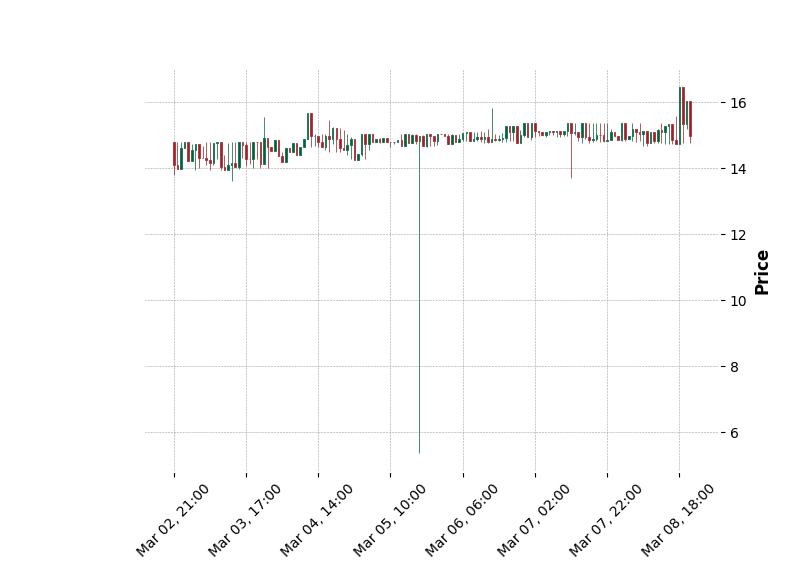 16
14
12
10
8
6
Price
Mar 02, 21:00
Mar 03, 17:00
Mar 04, 14:00
Mar 05, 10:00
Mar 06, 06:00
Mar 07, 02:00
Mar 07, 22:00
Mar 08, 18:00